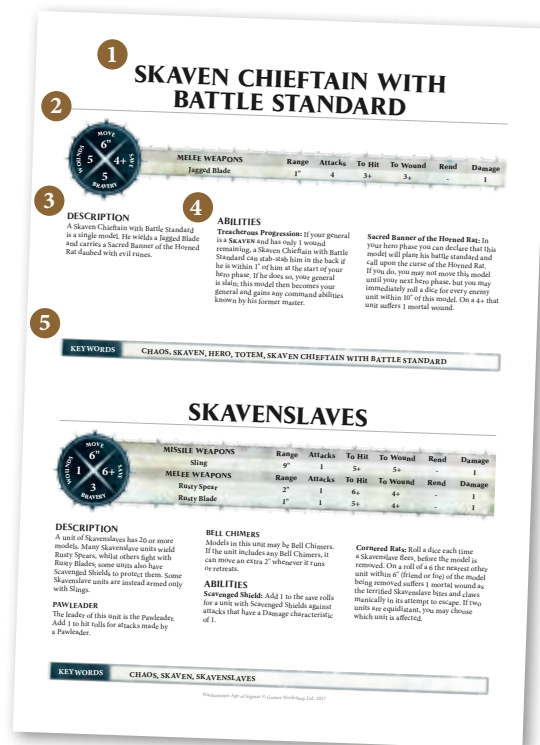 1
SKAVEN CHIEFTAIN WITH
BATTLE STANDARD
2
MOVE
6"
WOUNDS
5
4+
SAVE
5
BRAVERY
MELEE WEAPONS Range Attacks To Hit To Wound Rend Damage
Jagged Blade 1" 4 3+ 3+ - 1
3
DESCRIPTION
A Skaven Chieftain with Battle Standard
is a single model. He wields a Jagged Blade
and carries a Sacred Banner of the Horned
Rat daubed with evil runes.
4
ABILITIES
Treacherous Progression: If your general
is a SKAVEN and has only 1 wound
remaining, a Skaven Chieftain with Battle
Standard can stab-stab him in the back if
he is within 1" of him at the start of your
hero phase. If he does so, your general
is slain; this model then becomes your
general and gains any command abilities
known by his former master.
Sacred Banner of the Horned Rat: In
your hero phase you can declare that this
model will plant his battle standard and
call upon the curse of the Horned Rat.
If you do, you may not move this model
until your next hero phase, but you may
immediately roll a dice for every enemy
unit within 10" of this model. On a 4+ that
unit suffers 1 mortal wound.
5
KEYWORDS CHAOS, SKAVEN, HERO, TOTEM, SKAVEN CHIEFTAIN WITH BATTLE STANDARD
SKAVENSLAVES
MOVE
6"
WOUNDS
1
6+
SAVE
3
BRAVERY
MISSILE WEAPONS Range Attacks To Hit To Wound Rend Damage
Sling 9" 1 5+ 5+ - 1
MELEE WEAPONS Range Attacks To Hit To Wound Rend Damage
Rusty Spear 2" 1 6+ 4+ - 1
Rusty Blade 1" 1 5+ 4+ - 1
DESCRIPTION
A unit of Skavenslaves has 20 or more
models. Many Skavenslave units wield
Rusty Spears, whilst others fight with
Rusty Blades; some units also have
Scavenged Shields to protect them. Some
Skavenslave units are instead armed only
with Slings.
PAWLEADER
The leader of this unit is the Pawleader.
Add 1 to hit rolls for attacks made by
a Pawleader.
BELL CHIMERS
Models in this unit may be Bell Chimers.
If the unit includes any Bell Chimers, it
can move an extra 2" whenever it runs
or retreats.
ABILITIES
Scavenged Shield: Add 1 to the save rolls
for a unit with Scavenged Shields against
attacks that have a Damage characteristic
of 1.
Cornered Rats: Roll a dice each time
a Skavenslave flees, before the model is
removed. On a roll of a 6 the nearest other
unit within 6" (friend or foe) of the model
being removed suffers 1 mortal wound as
the terrified Skavenslave bites and claws
manically in its attempt to escape. If two
units are equidistant, you may choose
which unit is affected.
KEYWORDS CHAOS, SKAVEN, SKAVENSLAVES
Warhammer Age of Sigmar © Games Workshop Ltd. 2017